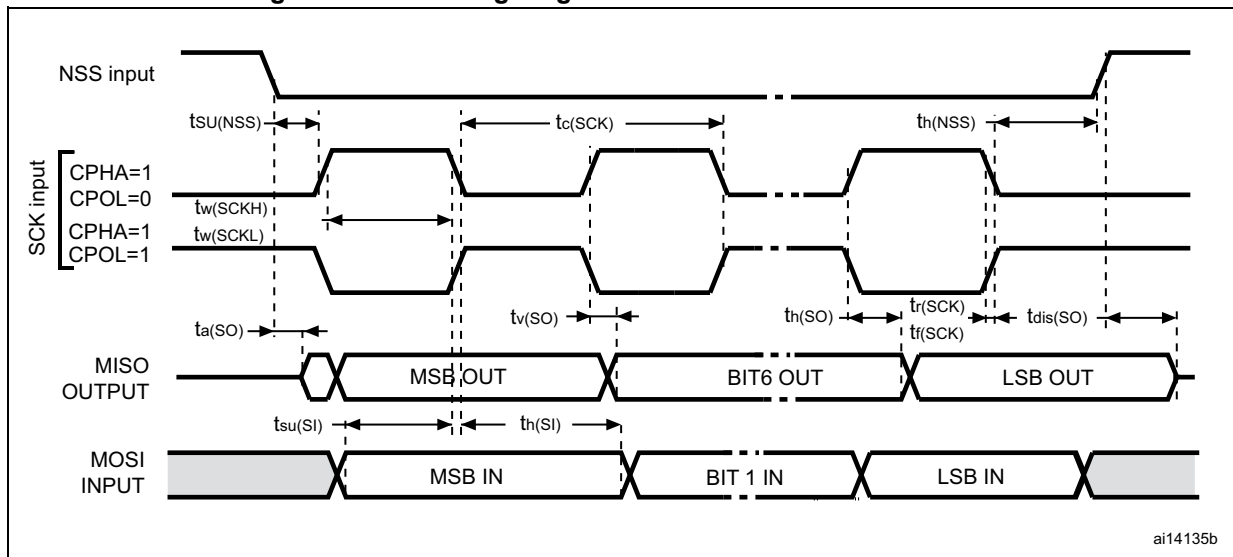 NSS input
tSU(NSS)
tc(SCK)
th(NSS)
SCK input
CPHA=1
CPOL=0
tw(SCKH)
CPHA=1
tw(SCKL)
CPOL=1
ta(SO)
tv(SO)
th(SO)
tr(SCK)
tf(SCK)
tdis(SO)
MISO
OUTPUT
MSB OUT
BIT6 OUT
LSB OUT
tsu(SI)
th(SI)
MOSI
INPUT
MSB IN
BIT 1 IN
LSB IN
ai14135b